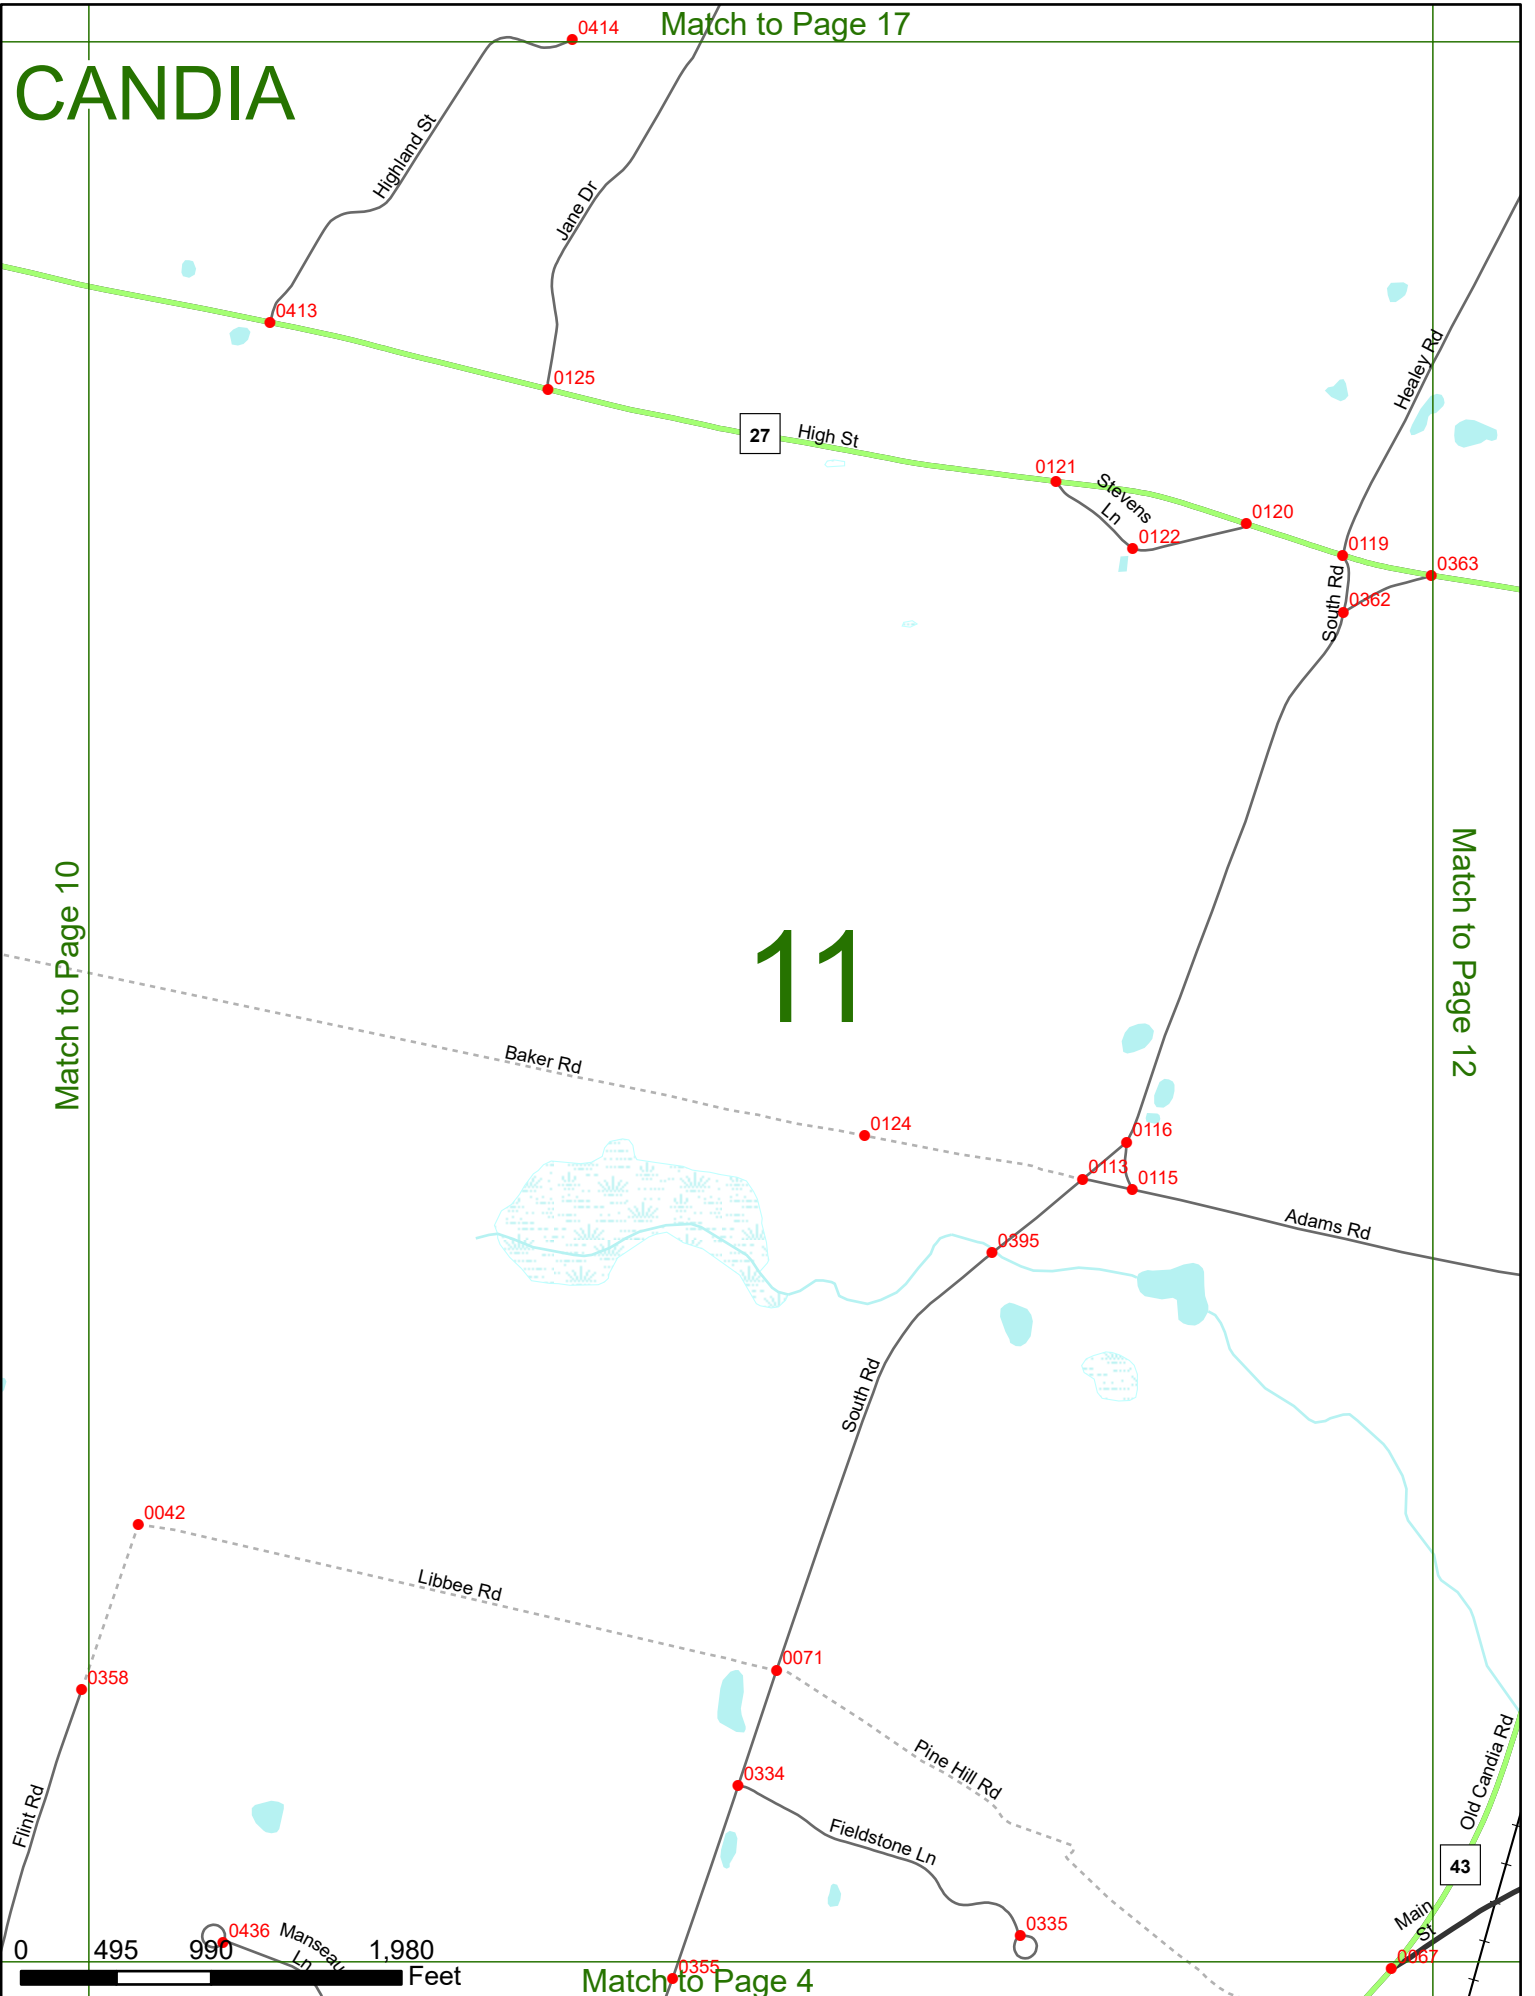 0414
Match to Page 17
CANDIA
Highland St
Jane Dr
0413
Healey Rd
0125
27
High St
0121
Stevens
Ln
0120
0122
0119
0363
South Rd
0362
Match to Page 10
Match to Page 12
11
Baker Rd
0124
0116
0113
0115
Adams Rd
0395
South Rd
0042
Libbee Rd
0071
0358
Pine Hill Rd
0334
Old Candia Rd
Flint Rd
Fieldstone Ln
43
Main
St
0436
Manseau
Ln
0335
0 495 990 1,980
Feet
0355
0067
Match to Page 4